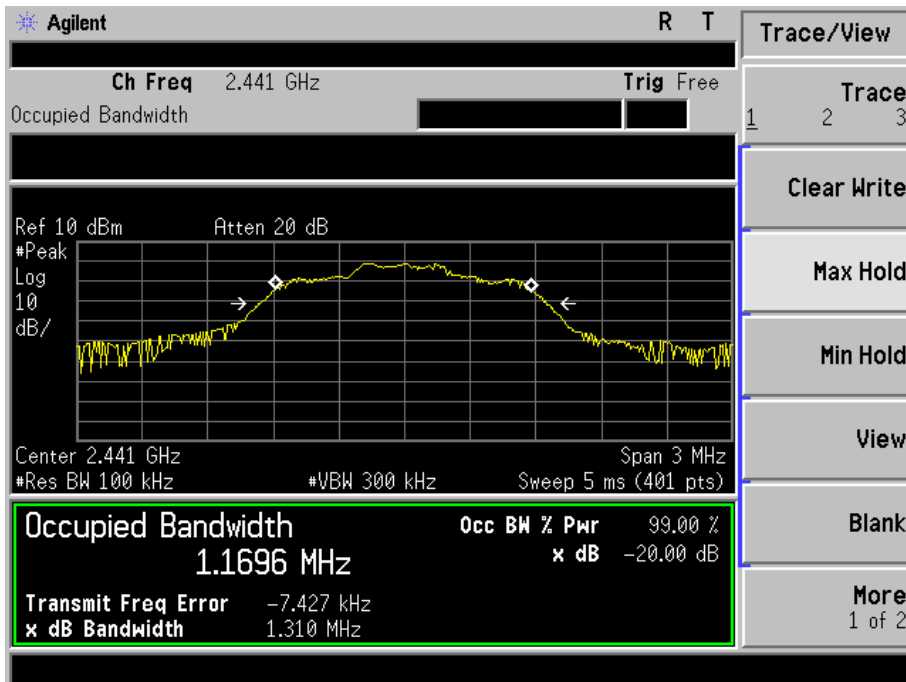 Agilent R T
Ch Freq 2.441 GHz Trig Free
Occupied Bandwidth
Ref 10 dBm Atten 20 dB
#Peak
Log
10
dB/
Center 2.441 GHz Span 3 MHz
#Res BW 100 kHz #VBW 300 kHz Sweep 5 ms (401 pts)
Occupied Bandwidth
1.1696 MHz
Occ BW % Pwr 99.00 %
x dB -20.00 dB
Transmit Freq Error -7.427 kHz
x dB Bandwidth 1.310 MHz
Trace/View
Trace
1 2 3
Clear Write
Max Hold
Min Hold
View
Blank
More
1 of 2